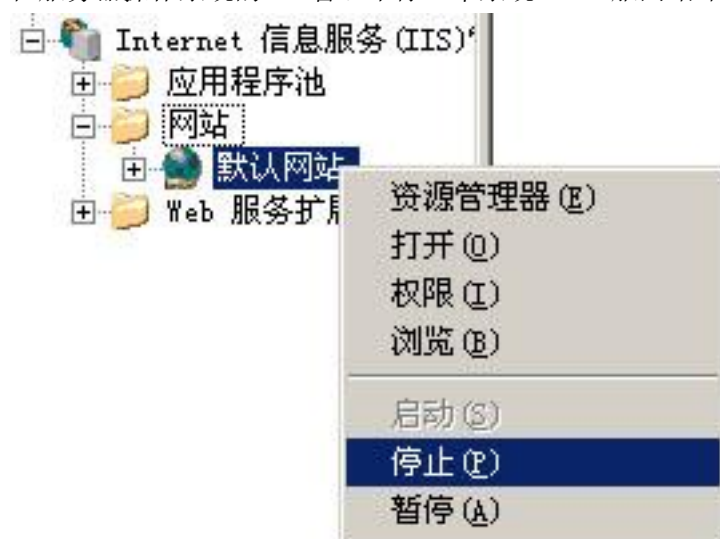 Internet 信息服务(IIS)
应用程序池
网站
默认网站
Web 服务扩展
资源管理器(E)
打开(O)
权限(I)
浏览(B)
启动(S)
停止(P)
暂停(A)